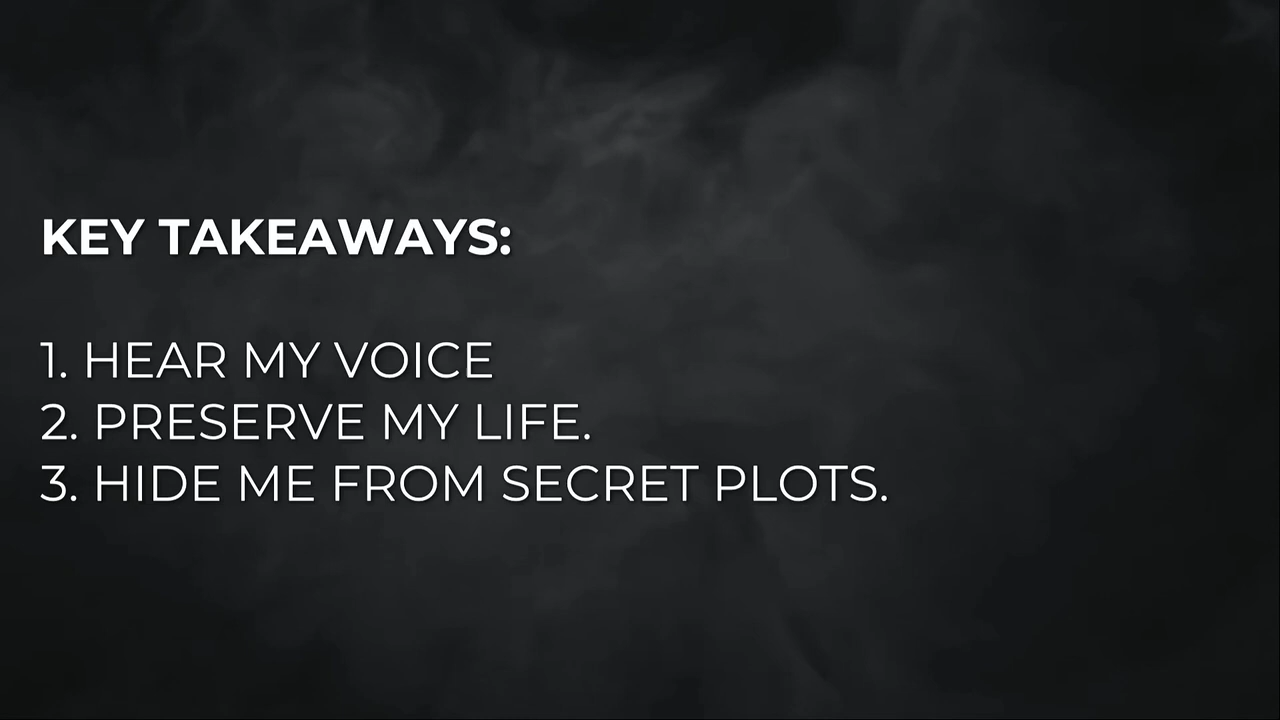 KEY TAKEAWAYS:
1. HEAR MY VOICE
2. PRESERVE MY LIFE.
3. HIDE ME FROM SECRET PLOTS.